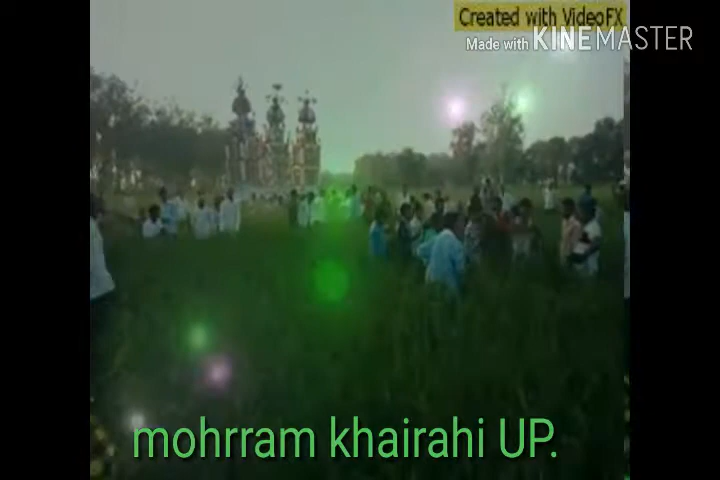 Created with VideoFX
Made with KINEMASTER
mohrram khairahi UP.